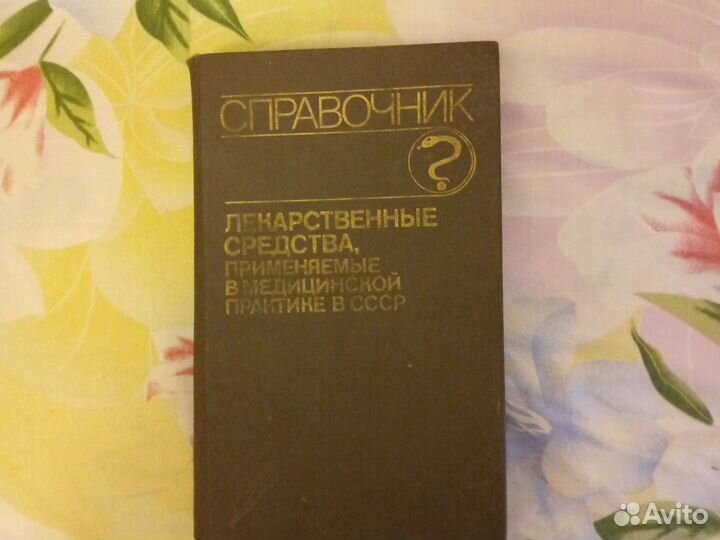 СПРАВОЧНИК
ЛЕКАРСТВЕННЫЕ
СРЕДСТВА,
ПРИМЕНЯЕМЫЕ
В МЕДИЦИНСКОЙ
ПРАКТИКЕ В СССР
Avito